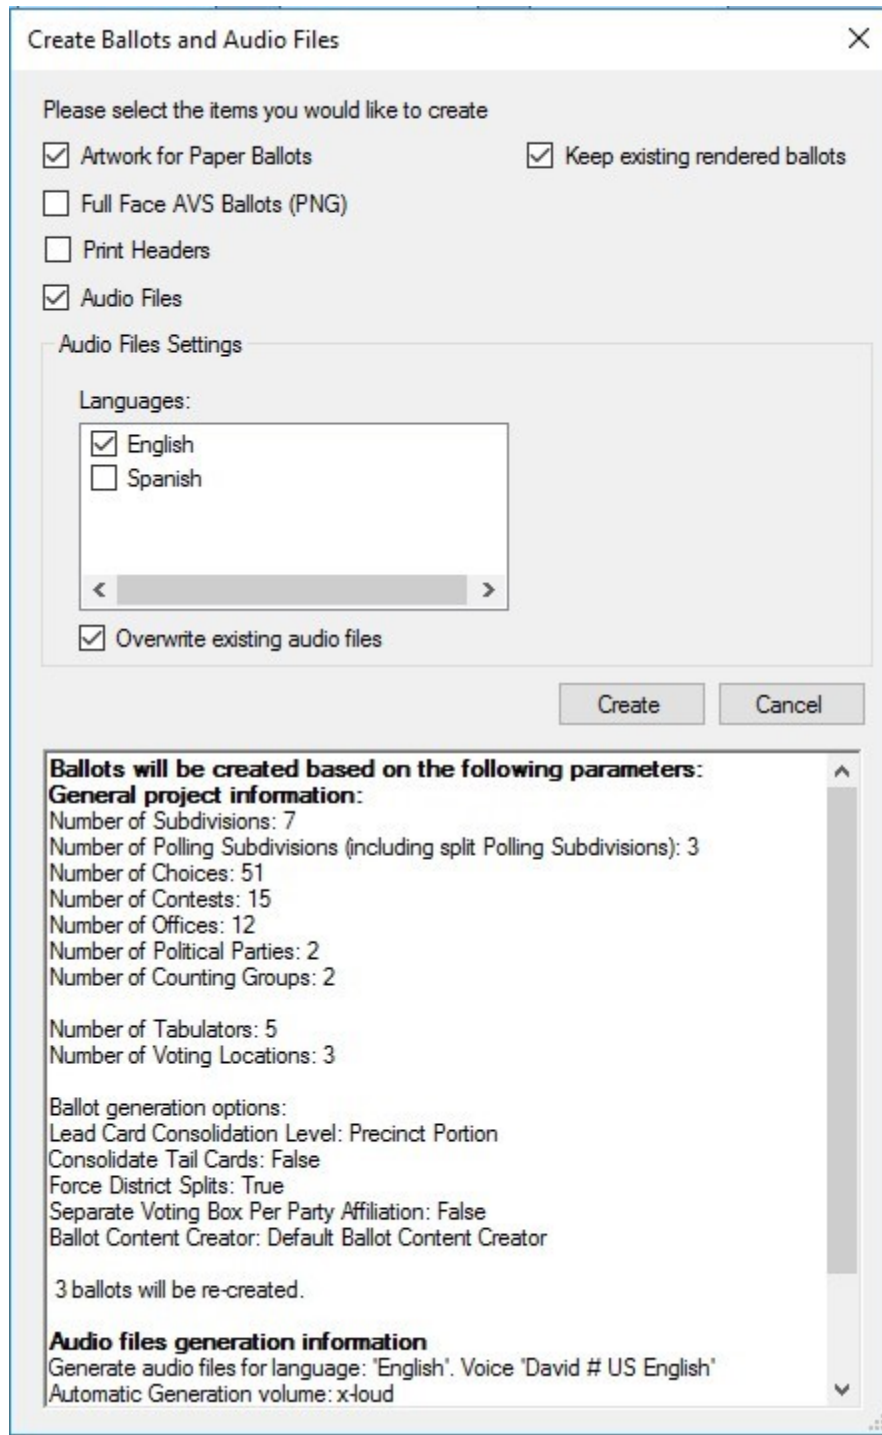 Create Ballots and Audio Files
Please select the items you would like to create
Artwork for Paper Ballots
Keep existing rendered ballots
Full Face AVS Ballots (PNG)
Print Headers
Audio Files
Audio Files Settings
Languages:
English
Spanish
Overwrite existing audio files
Create
Cancel
Ballots will be created based on the following parameters:
General project information:
Number of Subdivisions: 7
Number of Polling Subdivisions (including split Polling Subdivisions): 3
Number of Choices: 51
Number of Contests: 15
Number of Offices: 12
Number of Political Parties: 2
Number of Counting Groups: 2
Number of Tabulators: 5
Number of Voting Locations: 3
Ballot generation options:
Lead Card Consolidation Level: Precinct Portion
Consolidate Tail Cards: False
Force District Splits: True
Separate Voting Box Per Party Affiliation: False
Ballot Content Creator: Default Ballot Content Creator
3 ballots will be re-created.
Audio files generation information
Generate audio files for language: 'English'. Voice 'David # US English'
Automatic Generation volume: x-loud